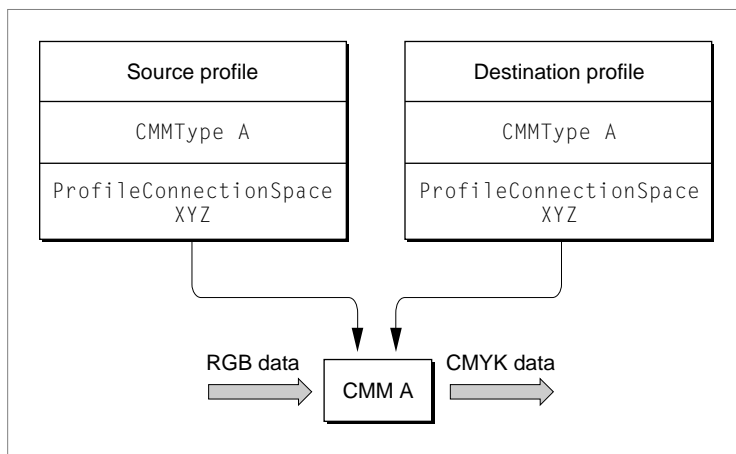 Source profile
CMMType A
ProfileConnectionSpace
XYZ
Destination profile
CMMType A
ProfileConnectionSpace
XYZ
RGB data
CMM A
CMYK data